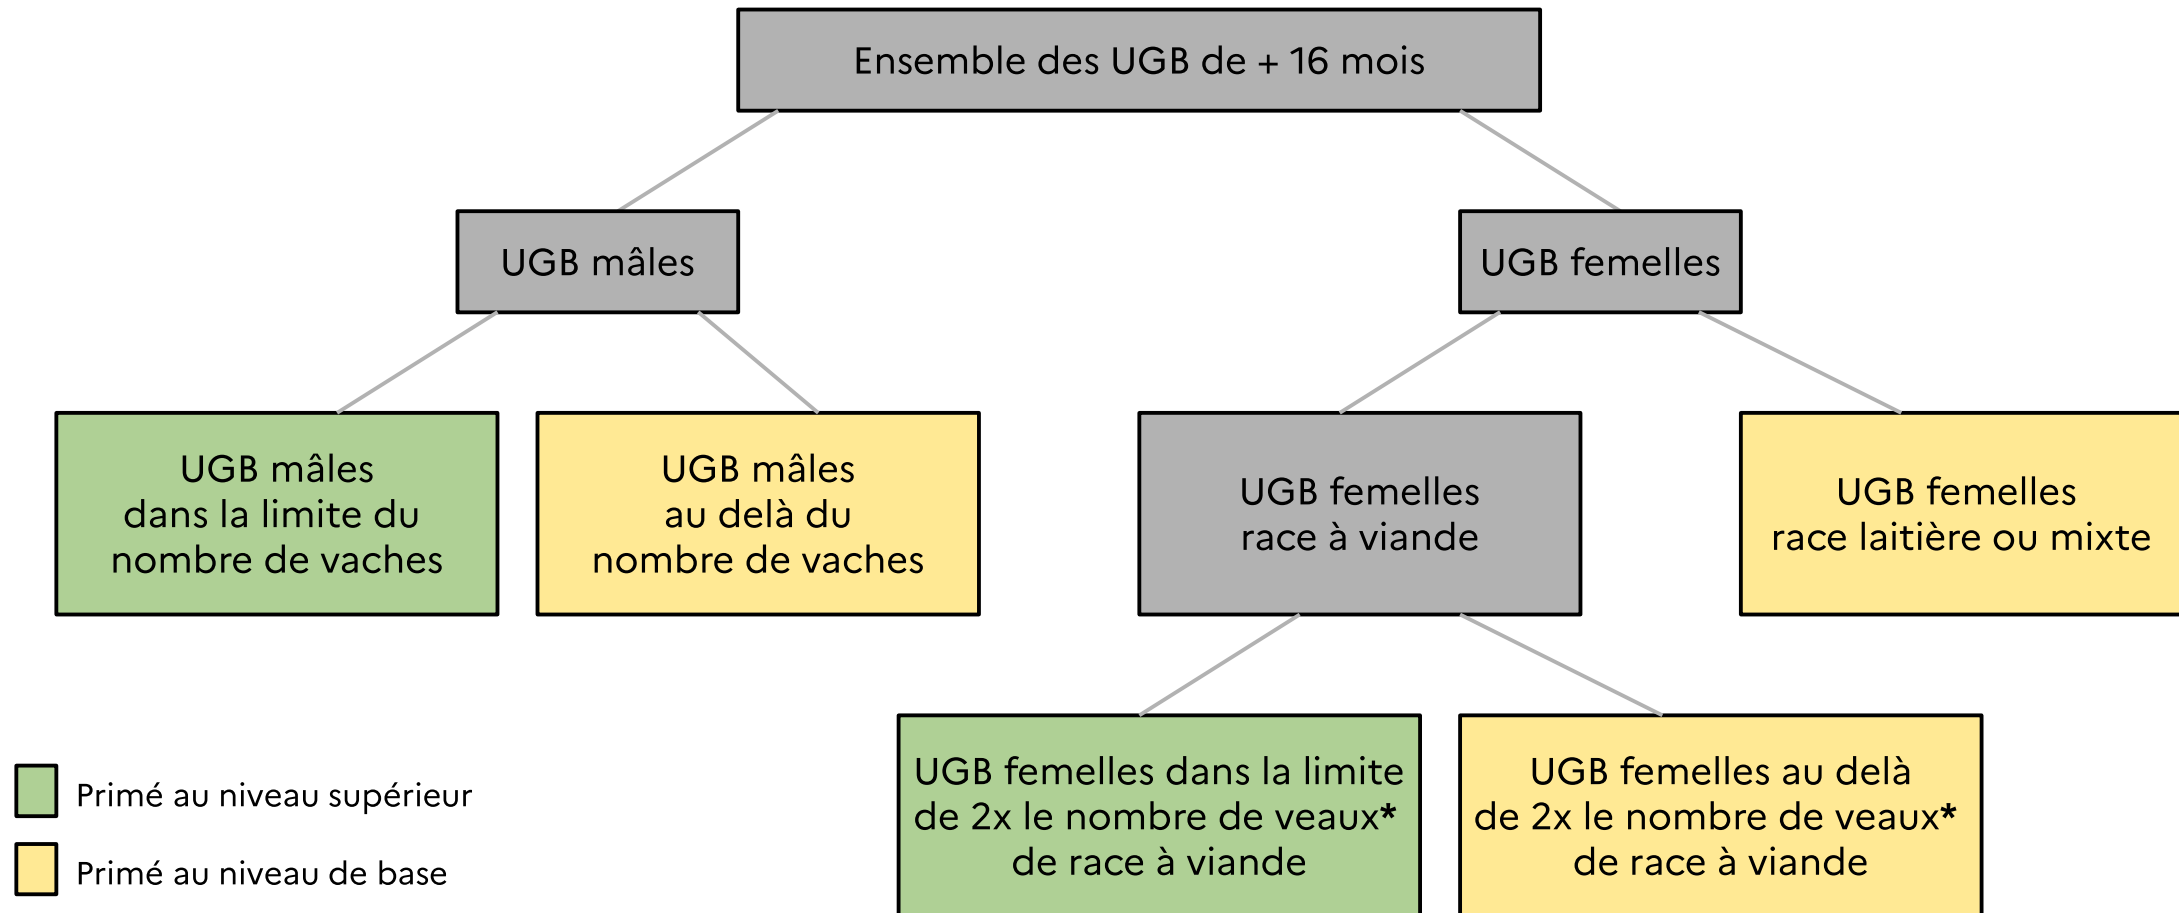 Ensemble des UGB de + 16 mois
UGB mâles
UGB femelles
UGB mâles
dans la limite du
nombre de vaches
UGB mâles
au delà du
nombre de vaches
UGB femelles
race à viande
UGB femelles
race laitière ou mixte
UGB femelles dans la limite
de 2x le nombre de veaux*
de race à viande
UGB femelles au delà
de 2x le nombre de veaux*
de race à viande
Primé au niveau supérieur
Primé au niveau de base